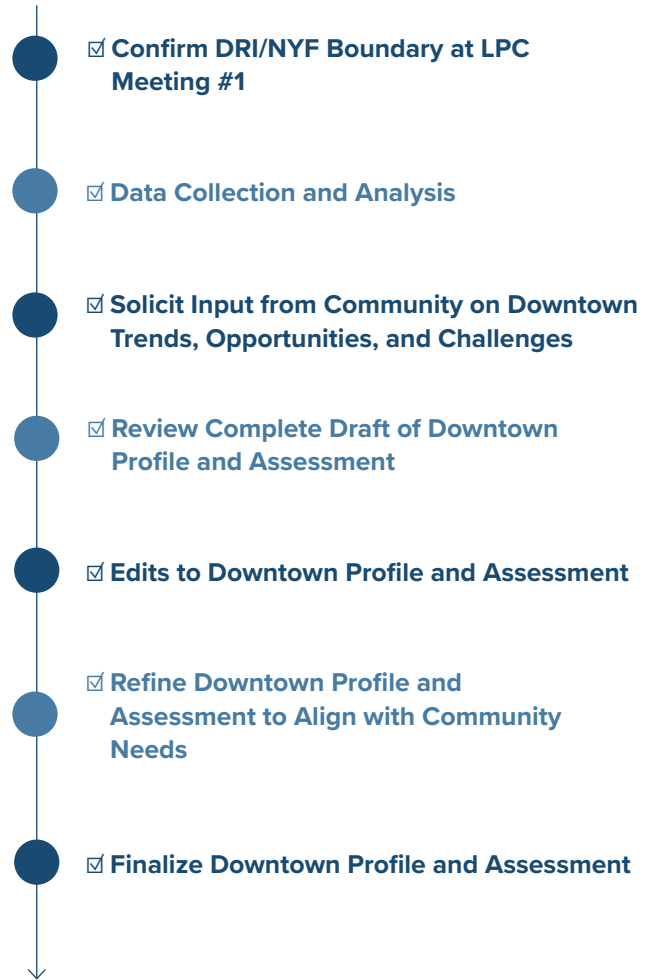 ☑ Confirm DRI/NYF Boundary at LPC
Meeting #1
☑ Data Collection and Analysis
☑ Solicit Input from Community on Downtown
Trends, Opportunities, and Challenges
☑ Review Complete Draft of Downtown
Profile and Assessment
☑ Edits to Downtown Profile and Assessment
☑ Refine Downtown Profile and
Assessment to Align with Community
Needs
☑ Finalize Downtown Profile and Assessment